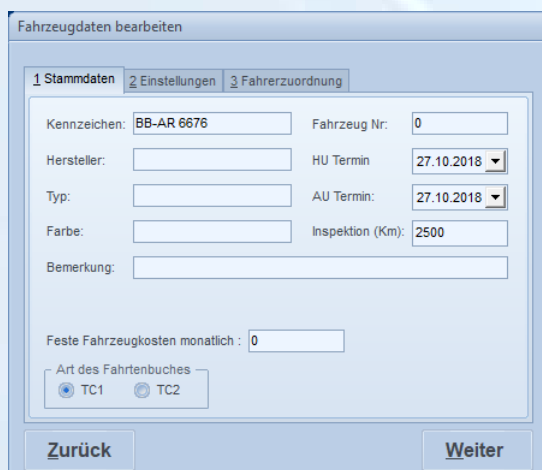 Fahrzeugdaten bearbeiten
1 Stammdaten 2 Einstellungen 3 Fahrerzuordnung
Kennzeichen: BB-AR 6676 Fahrzeug Nr: 0
Hersteller: HU Termin 27.10.2018
Typ: AU Termin: 27.10.2018
Farbe: Inspektion (Km): 2500
Bemerkung:
Feste Fahrzeugkosten monatlich : 0
Art des Fahrtenbuches
TC1 TC2
Zurück Weiter